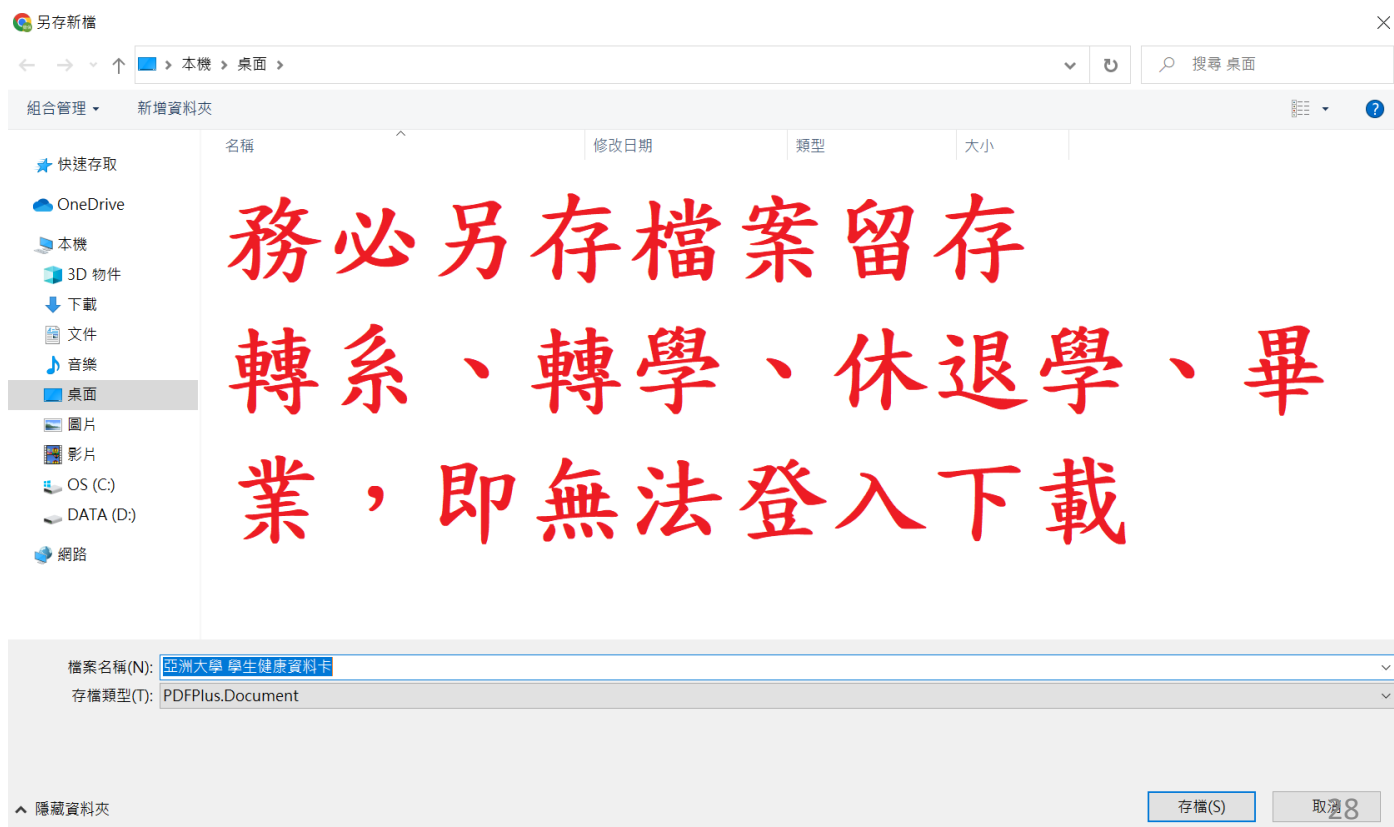 另存新檔
本機 桌面
搜尋 桌面
組合管理 新增資料夾
名稱 修改日期 類型 大小
快速存取
OneDrive
本機
3D 物件
下載
文件
音樂
桌面
圖片
影片
OS (C:)
DATA (D:)
網路
務必另存檔案留存
轉系、轉學、休退學、畢
業，即無法登入下載
檔案名稱(N): 亞洲大學 學生健康資料卡
存檔類型(T): PDFPlus.Document
隱藏資料夾
存檔(S) 取消
28